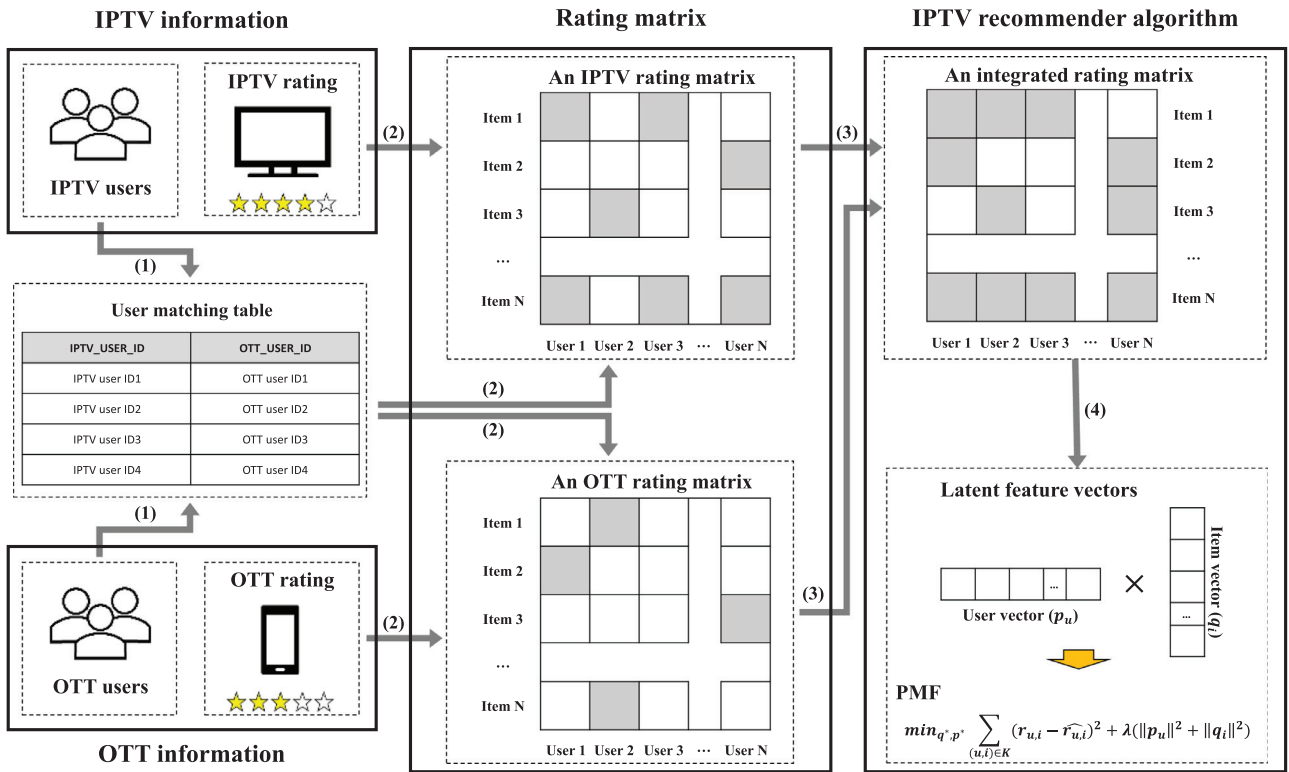 IPTV information
IPTV users
IPTV rating
(1)
(2)
User matching table
IPTV_USER_ID OTT_USER_ID
IPTV user ID1 OTT user ID1
IPTV user ID2 OTT user ID2
IPTV user ID3 OTT user ID3
IPTV user ID4 OTT user ID4
(2)
(2)
(1)
OTT users
OTT rating
(2)
OTT information
Rating matrix
An IPTV rating matrix
Item 1
Item 2
Item 3
...
Item N
User 1 User 2 User 3 ... User N
(3)
An OTT rating matrix
Item 1
Item 2
Item 3
...
Item N
User 1 User 2 User 3 ... User N
(3)
IPTV recommender algorithm
An integrated rating matrix
Item 1
Item 2
Item 3
...
Item N
User 1 User 2 User 3 ... User N
(4)
Latent feature vectors
...
User vector (p_u)
×
...
Item vector (q_i)
PMF
min_{q*,p*} ∑_{(u,i)∈K} (r_{u,i} − \widehat{r_{u,i}})² + λ(‖p_u‖² + ‖q_i‖²)